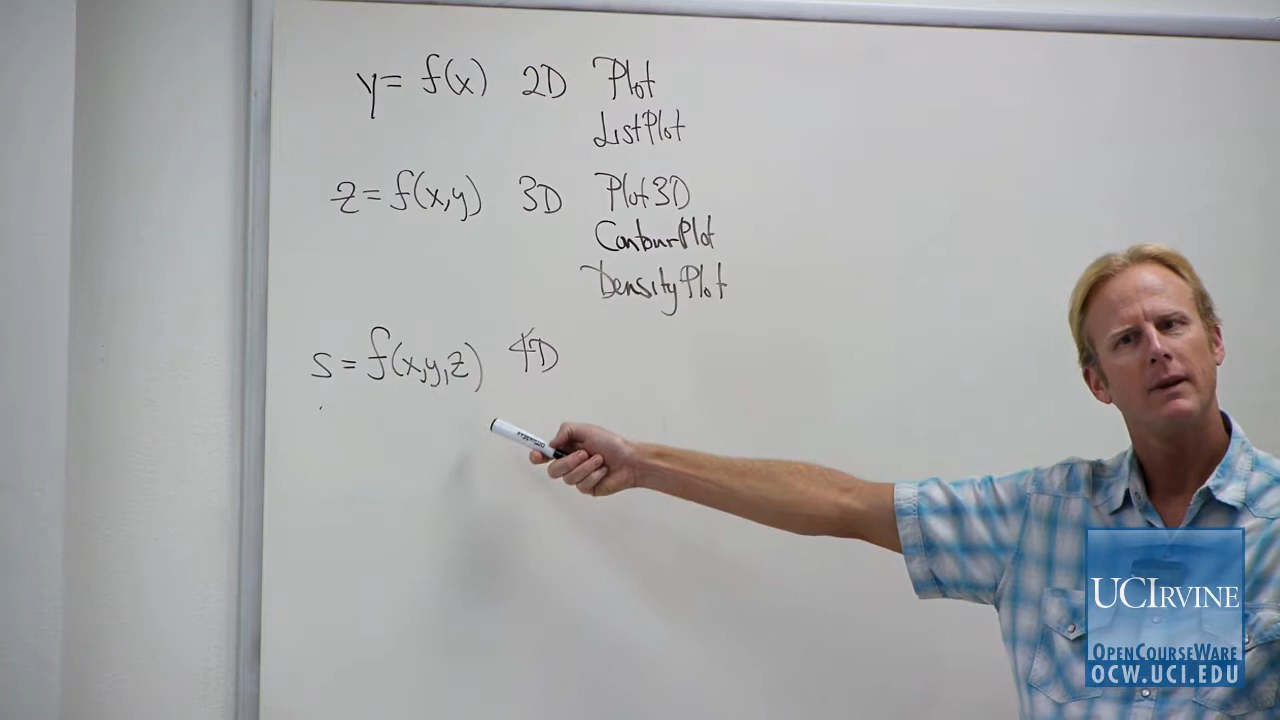 y = f(x) 2D Plot
ListPlot
z = f(x,y) 3D Plot3D
ContourPlot
DensityPlot
s = f(x,y,z) 4D
UCIRVINE
OPENCOURSEWARE
OCW.UCI.EDU